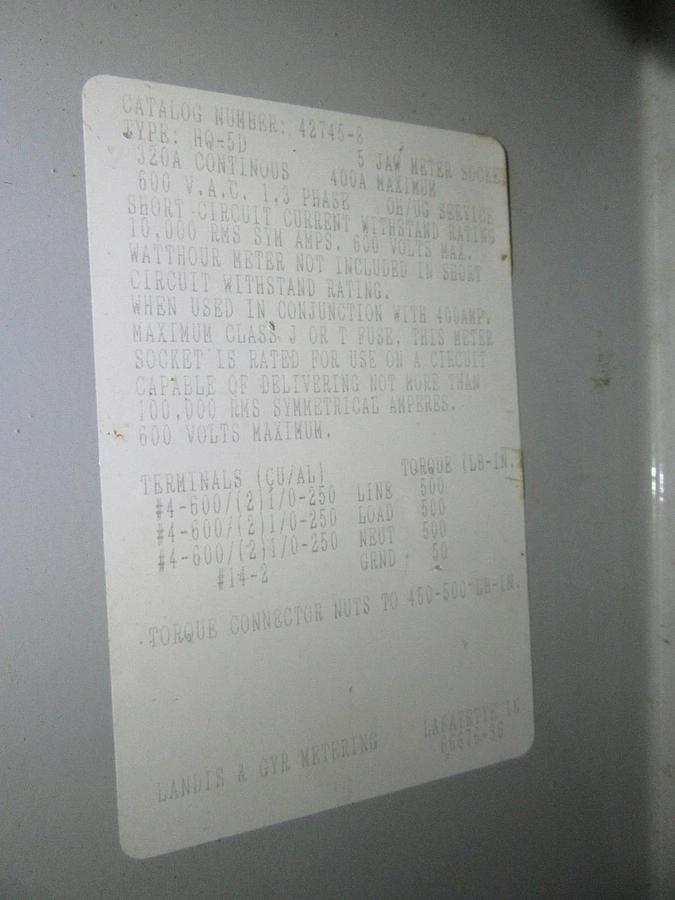 CATALOG NUMBER: 42745-8
TYPE: HQ-5D 5 JAW METER SOCKET
320A CONTINOUS 400A MAXIMUM
600 V.A.C. 1,3 PHASE OH/UG SERVICE
SHORT CIRCUIT CURRENT WITHSTAND RATING
10,000 RMS SYM AMPS. 600 VOLTS MAX.
WATTHOUR METER NOT INCLUDED IN SHORT
CIRCUIT WITHSTAND RATING.
WHEN USED IN CONJUNCTION WITH 400AMP.
MAXIMUM CLASS J OR T FUSE, THIS METER
SOCKET IS RATED FOR USE ON A CIRCUIT
CAPABLE OF DELIVERING NOT MORE THAN
100,000 RMS SYMMETRICAL AMPERES.
600 VOLTS MAXIMUM.
TERMINALS (CU/AL) TORQUE (LB-IN.
#4-600/(2)1/0-250 LINE 500
#4-600/(2)1/0-250 LOAD 500
#4-600/(2)1/0-250 NEUT 500
#14-2 GRND 50
TORQUE CONNECTOR NUTS TO 450-500 LB-IN.
LANDIS & GYR METERING LAFAYETTE IN